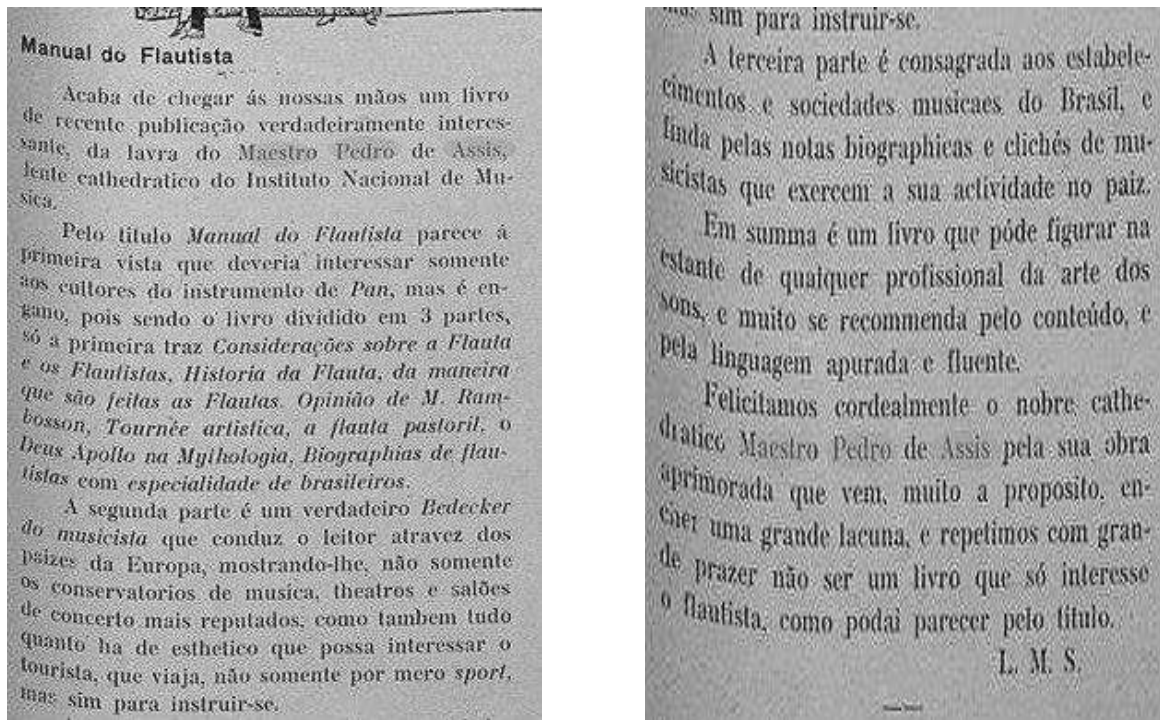 Manual do Flautista
Acaba de chegar ás nossas mãos um livro
de recente publicação verdadeiramente interes-
sante, da lavra do Maestro Pedro de Assis,
lente cathedratico do Instituto Nacional de Mu-
sica.
Pelo titulo Manual do Flautista parece á
primeira vista que deveria interessar somente
aos cultores do instrumento de Pan, mas é en-
gano, pois sendo o livro dividido em 3 partes,
só a primeira traz Considerações sobre a Flauta
e os Flautistas, Historia da Flauta, da maneira
que são feitas as Flautas. Opinião de M. Ram-
bosson, Tournée artistica, a flauta pastoril, o
Deus Apollo na Mythologia, Biographias de flau-
tistas com especialidade de brasileiros.
A segunda parte é um verdadeiro Bedecker
do musicista que conduz o leitor atravez dos
paizes da Europa, mostrando-lhe, não somente
os conservatorios de musica, theatros e salões
de concerto mais reputados, como tambem tudo
quanto ha de esthetico que possa interessar o
tourista, que viaja, não somente por mero sport,
mas sim para instruir-se.
mas sim para instruir-se.
A terceira parte é consagrada aos estabele-
cimentos e sociedades musicaes do Brasil, e
finda pelas notas biographicas e clichés de mu-
sicistas que exercem a sua actividade no paiz.
Em summa é um livro que póde figurar na
estante de qualquer profissional da arte dos
sons, e muito se recommenda pelo conteúdo, e
pela linguagem apurada e fluente.
Felicitamos cordealmente o nobre cathe-
dratico Maestro Pedro de Assis pela sua obra
aprimorada que vem, muito a proposito, en-
cher uma grande lacuna, e repetimos com gran-
de prazer não ser um livro que só interesse
o flautista, como podai parecer pelo titulo.
L. M. S.